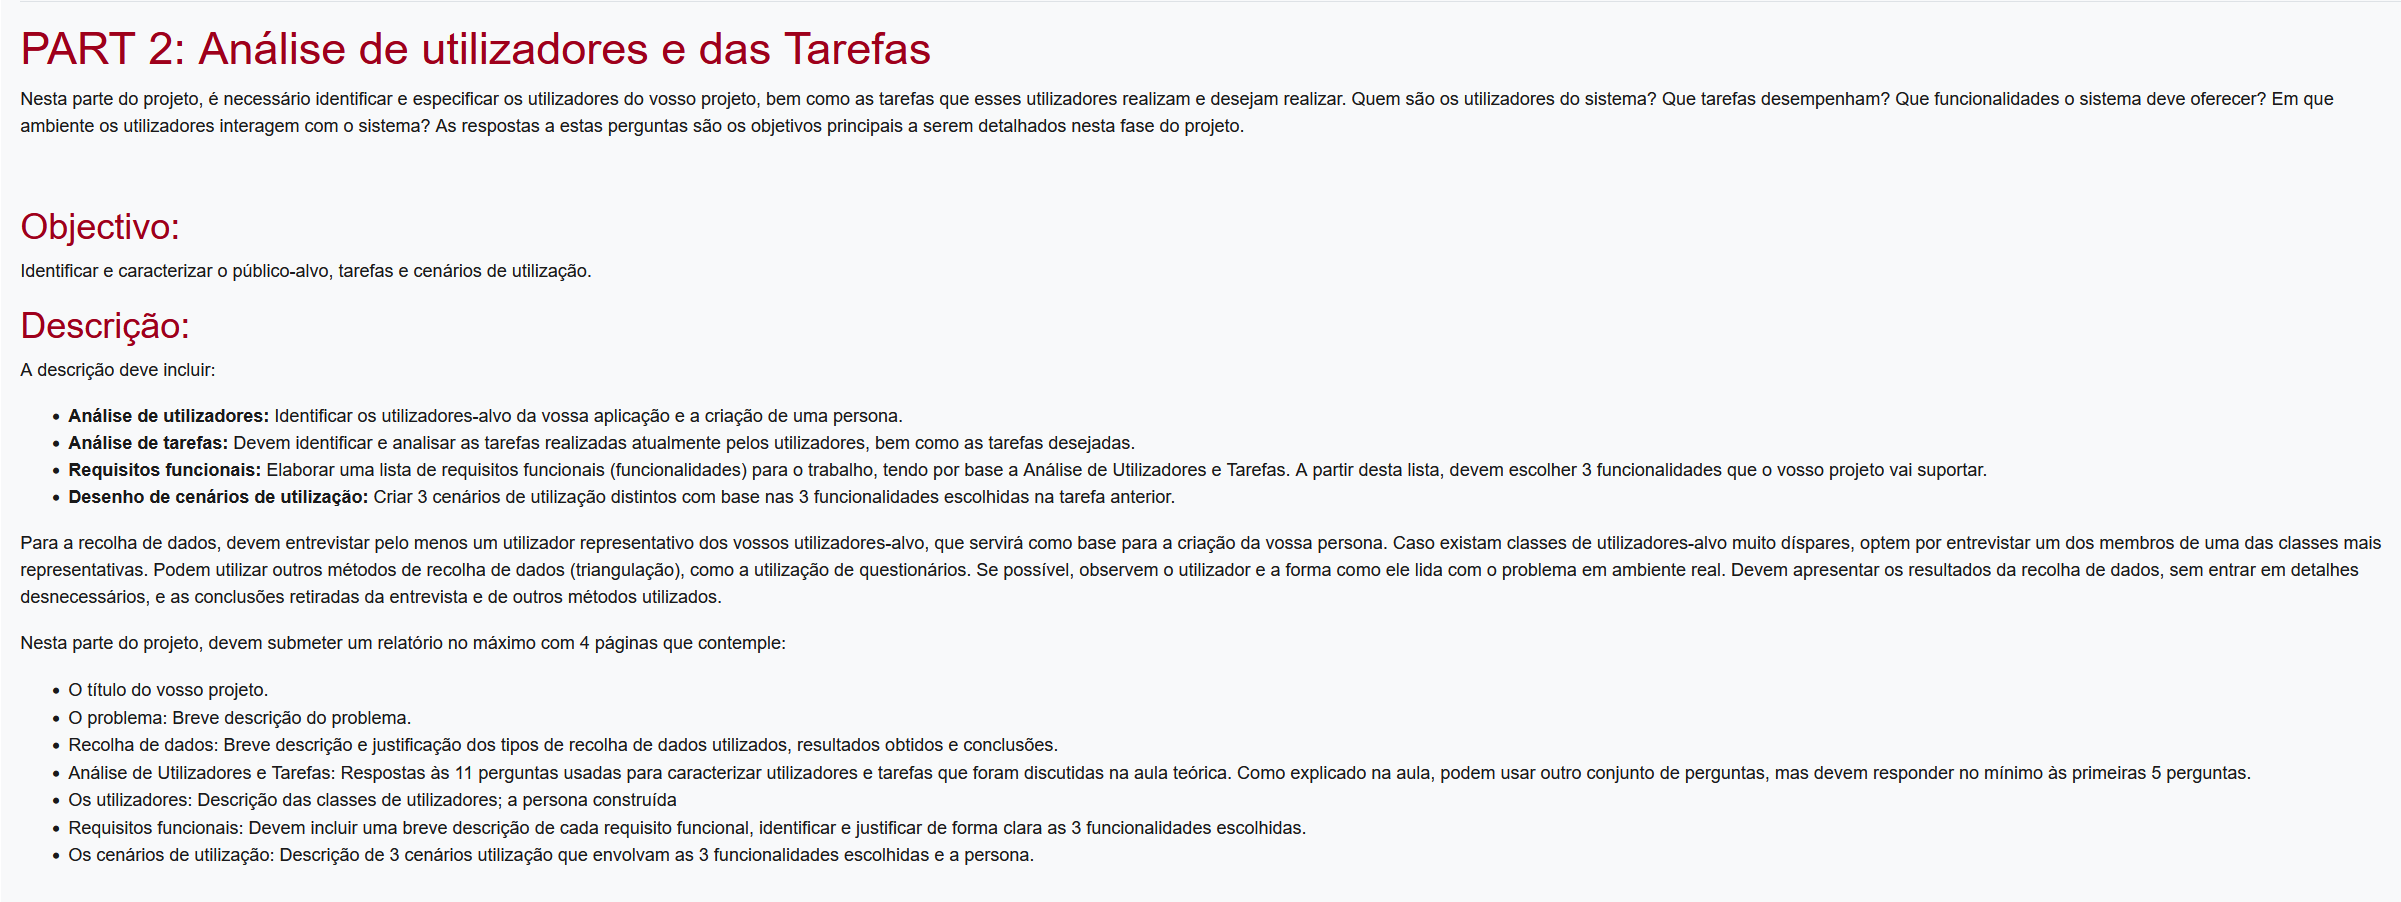 PART 2: Análise de utilizadores e das Tarefas
Nesta parte do projeto, é necessário identificar e especificar os utilizadores do vosso projeto, bem como as tarefas que esses utilizadores realizam e desejam realizar. Quem são os utilizadores do sistema? Que tarefas desempenham? Que funcionalidades o sistema deve oferecer? Em que
ambiente os utilizadores interagem com o sistema? As respostas a estas perguntas são os objetivos principais a serem detalhados nesta fase do projeto.
Objectivo:
Identificar e caracterizar o público-alvo, tarefas e cenários de utilização.
Descrição:
A descrição deve incluir:
• Análise de utilizadores: Identificar os utilizadores-alvo da vossa aplicação e a criação de uma persona.
• Análise de tarefas: Devem identificar e analisar as tarefas realizadas atualmente pelos utilizadores, bem como as tarefas desejadas.
• Requisitos funcionais: Elaborar uma lista de requisitos funcionais (funcionalidades) para o trabalho, tendo por base a Análise de Utilizadores e Tarefas. A partir desta lista, devem escolher 3 funcionalidades que o vosso projeto vai suportar.
• Desenho de cenários de utilização: Criar 3 cenários de utilização distintos com base nas 3 funcionalidades escolhidas na tarefa anterior.
Para a recolha de dados, devem entrevistar pelo menos um utilizador representativo dos vossos utilizadores-alvo, que servirá como base para a criação da vossa persona. Caso existam classes de utilizadores-alvo muito díspares, optem por entrevistar um dos membros de uma das classes mais
representativas. Podem utilizar outros métodos de recolha de dados (triangulação), como a utilização de questionários. Se possível, observem o utilizador e a forma como ele lida com o problema em ambiente real. Devem apresentar os resultados da recolha de dados, sem entrar em detalhes
desnecessários, e as conclusões retiradas da entrevista e de outros métodos utilizados.
Nesta parte do projeto, devem submeter um relatório no máximo com 4 páginas que contemple:
• O título do vosso projeto.
• O problema: Breve descrição do problema.
• Recolha de dados: Breve descrição e justificação dos tipos de recolha de dados utilizados, resultados obtidos e conclusões.
• Análise de Utilizadores e Tarefas: Respostas às 11 perguntas usadas para caracterizar utilizadores e tarefas que foram discutidas na aula teórica. Como explicado na aula, podem usar outro conjunto de perguntas, mas devem responder no mínimo às primeiras 5 perguntas.
• Os utilizadores: Descrição das classes de utilizadores; a persona construída
• Requisitos funcionais: Devem incluir uma breve descrição de cada requisito funcional, identificar e justificar de forma clara as 3 funcionalidades escolhidas.
• Os cenários de utilização: Descrição de 3 cenários utilização que envolvam as 3 funcionalidades escolhidas e a persona.